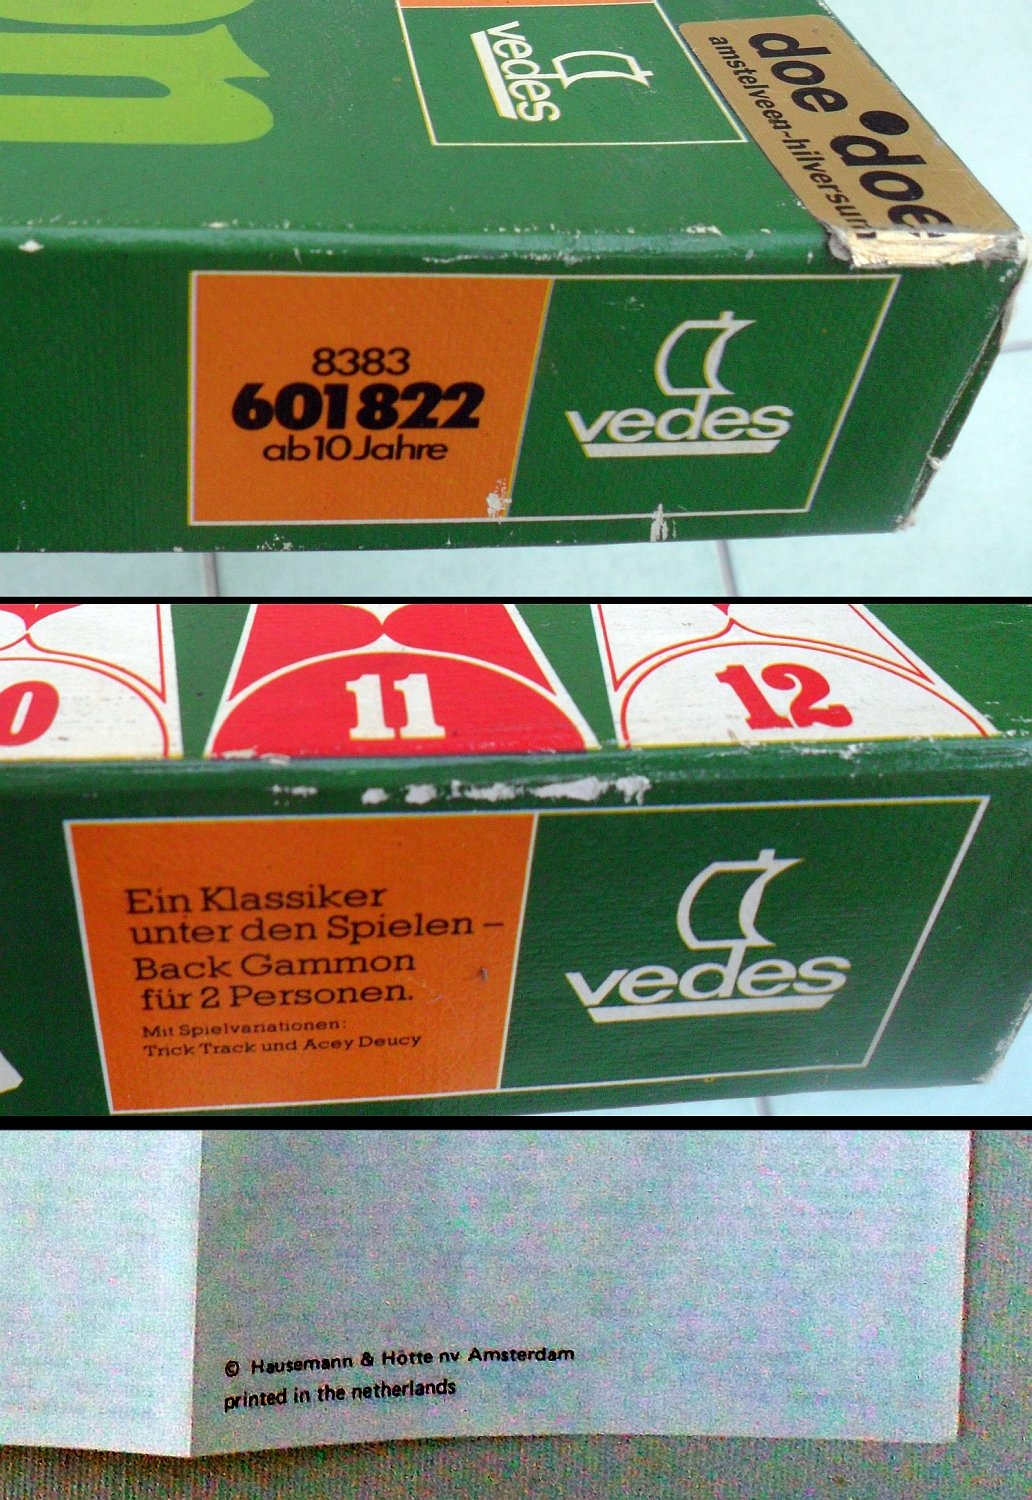 vedes
doe•doe
amstelveen-hilversum
8383
601822
ab 10 Jahre
vedes
0
11
12
Ein Klassiker
unter den Spielen –
Back Gammon
für 2 Personen.
Mit Spielvariationen:
Trick Track und Acey Deucy
vedes
© Hausemann & Hötte nv Amsterdam
printed in the netherlands